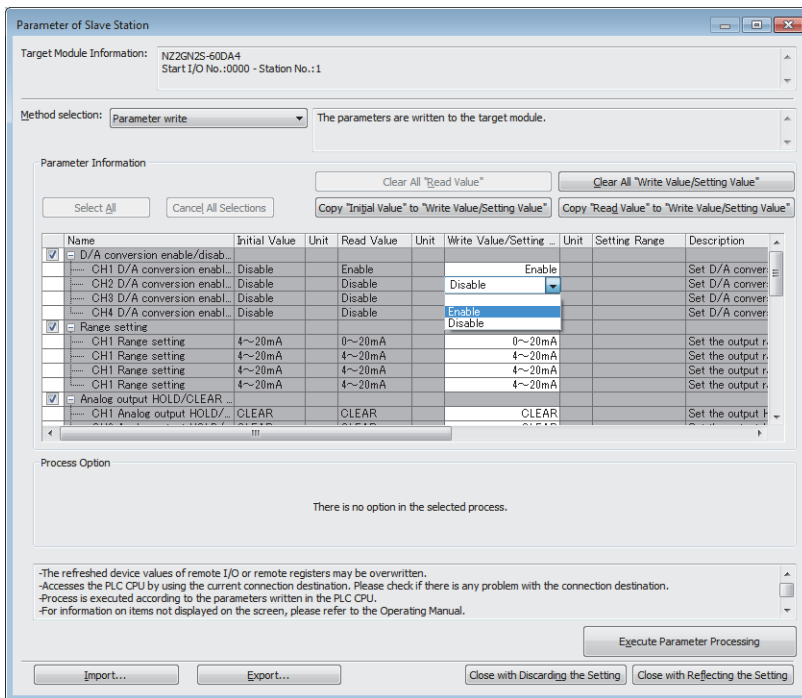 Parameter of Slave Station
Target Module Information: NZ2GN2S-60DA4
Start I/O No.:0000 - Station No.:1
Method selection: Parameter write The parameters are written to the target module.
Parameter Information
Clear All "Read Value" Clear All "Write Value/Setting Value"
Select All Cancel All Selections Copy "Initial Value" to "Write Value/Setting Value" Copy "Read Value" to "Write Value/Setting Value"
Name Initial Value Unit Read Value Unit Write Value/Setting ... Unit Setting Range Description
D/A conversion enable/disab...
CH1 D/A conversion enabl... Disable Enable Enable Set D/A conver
CH2 D/A conversion enabl... Disable Disable Disable Set D/A conver
CH3 D/A conversion enabl... Disable Disable Set D/A conver
CH4 D/A conversion enabl... Disable Disable Enable Set D/A conver
Range setting Disable
CH1 Range setting 4～20mA 0～20mA 0～20mA Set the output r
CH1 Range setting 4～20mA 4～20mA 4～20mA Set the output r
CH1 Range setting 4～20mA 4～20mA 4～20mA Set the output r
CH1 Range setting 4～20mA 4～20mA 4～20mA Set the output r
Analog output HOLD/CLEAR ...
CH1 Analog output HOLD/... CLEAR CLEAR CLEAR Set the output H
Process Option
There is no option in the selected process.
-The refreshed device values of remote I/O or remote registers may be overwritten.
-Accesses the PLC CPU by using the current connection destination. Please check if there is any problem with the connection destination.
-Process is executed according to the parameters written in the PLC CPU.
-For information on items not displayed on the screen, please refer to the Operating Manual.
Execute Parameter Processing
Import... Export... Close with Discarding the Setting Close with Reflecting the Setting